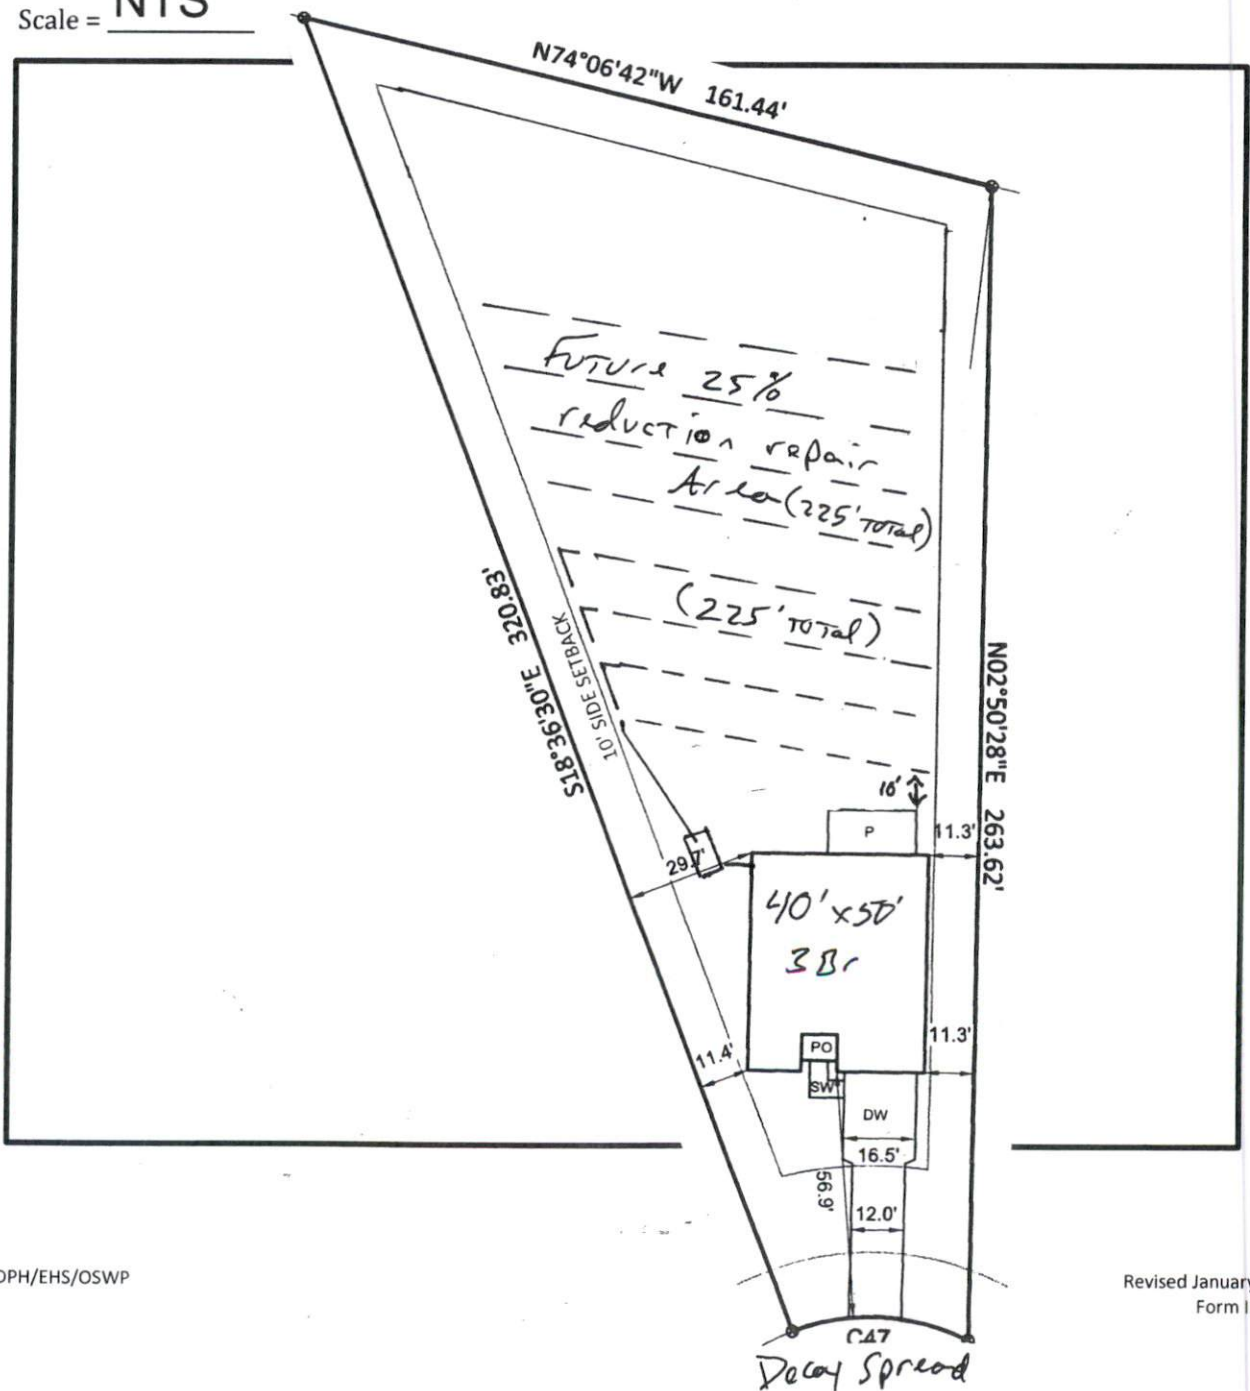 Scale = NTS
N74°06'42"W 161.44'
Future 25%
reduction repair
Area (225' Total)
(225' Total)
S18°36'30"E 320.83'
10' SIDE SETBACK
N02°50'28"E 263.62'
10'
P
11.3'
29.7'
40' x 50'
3 Br
11.3'
PO
11.4'
SW
DW
16.5'
56.9'
12.0'
DPH/EHS/OSWP
Revised January
Form I
C47
Decoy Spread